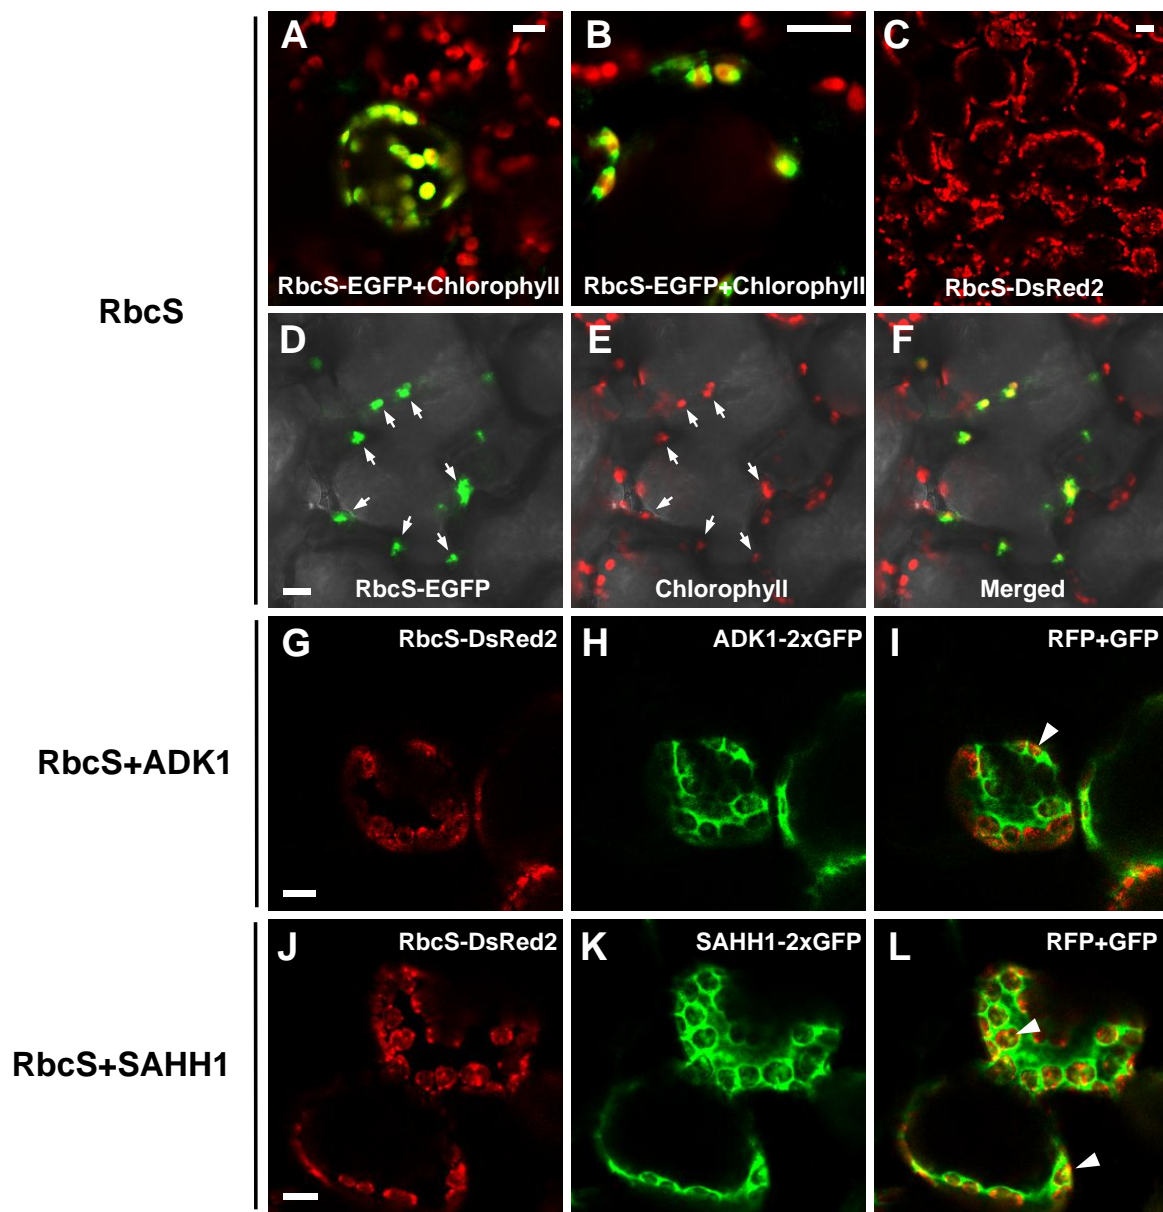 RbcS
A
RbcS-EGFP+Chlorophyll
B
RbcS-EGFP+Chlorophyll
C
RbcS-DsRed2
D
RbcS-EGFP
E
Chlorophyll
F
Merged
RbcS+ADK1
G
RbcS-DsRed2
H
ADK1-2xGFP
I
RFP+GFP
RbcS+SAHH1
J
RbcS-DsRed2
K
SAHH1-2xGFP
L
RFP+GFP